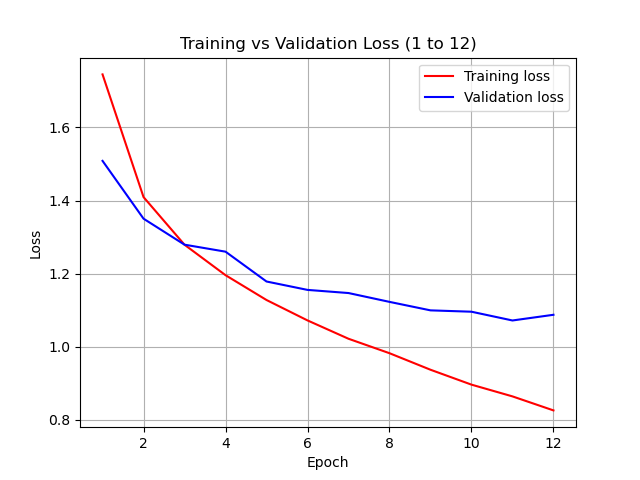 Training vs Validation Loss (1 to 12)
Training loss
Validation loss
1.6
1.4
1.2
1.0
0.8
Loss
2 4 6 8 10 12
Epoch